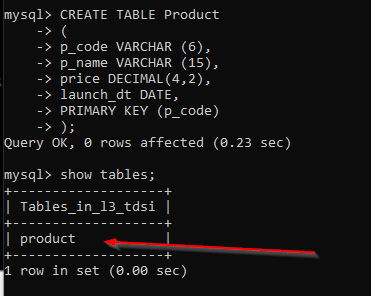 mysql> CREATE TABLE Product
    -> (
    -> p_code VARCHAR (6),
    -> p_name VARCHAR (15),
    -> price DECIMAL(4,2),
    -> launch_dt DATE,
    -> PRIMARY KEY (p_code)
    -> );
Query OK, 0 rows affected (0.23 sec)

mysql> show tables;
+-------------------+
| Tables_in_l3_tdsi |
+-------------------+
| product           |
+-------------------+
1 row in set (0.00 sec)